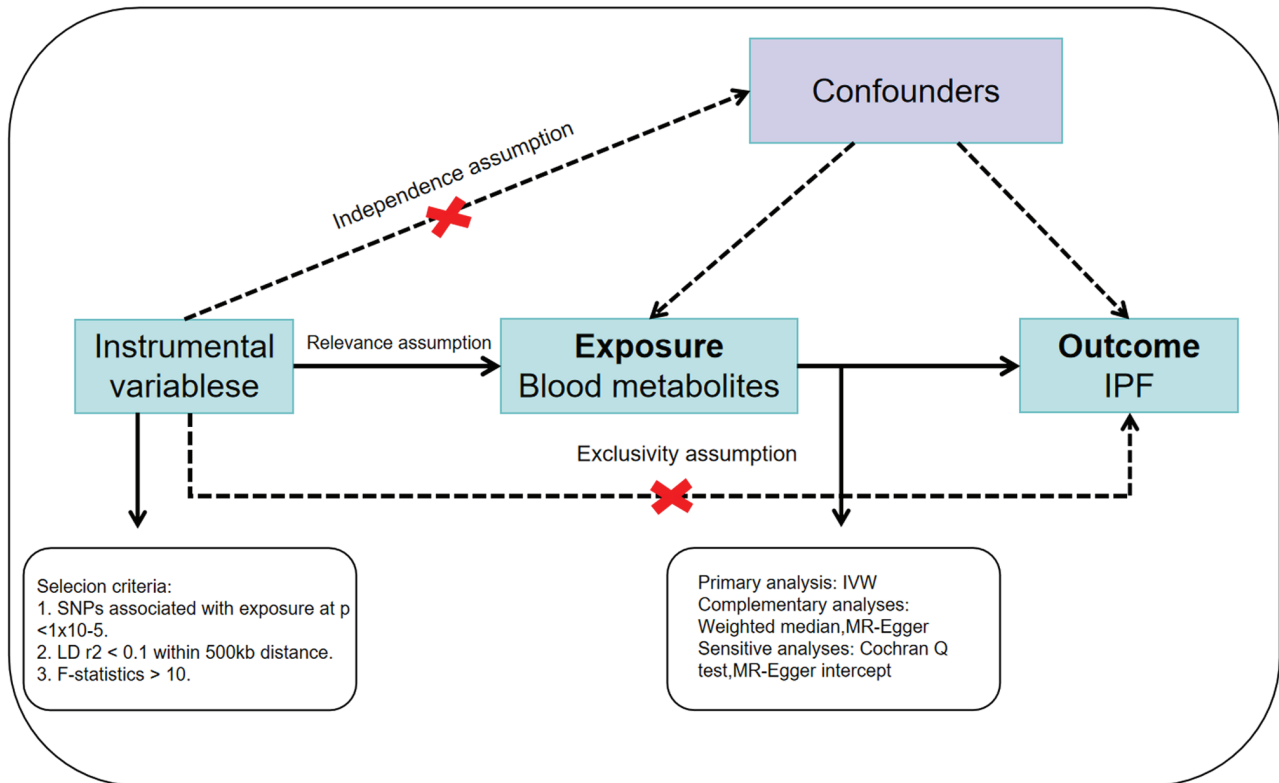 Confounders
Independence assumption
Instrumental
variablese
Relevance assumption
Exposure
Blood metabolites
Outcome
IPF
Exclusivity assumption
Selecion criteria:
1. SNPs associated with exposure at p
<1x10-5.
2. LD r2 < 0.1 within 500kb distance.
3. F-statistics > 10.
Primary analysis: IVW
Complementary analyses:
Weighted median,MR-Egger
Sensitive analyses: Cochran Q
test,MR-Egger intercept